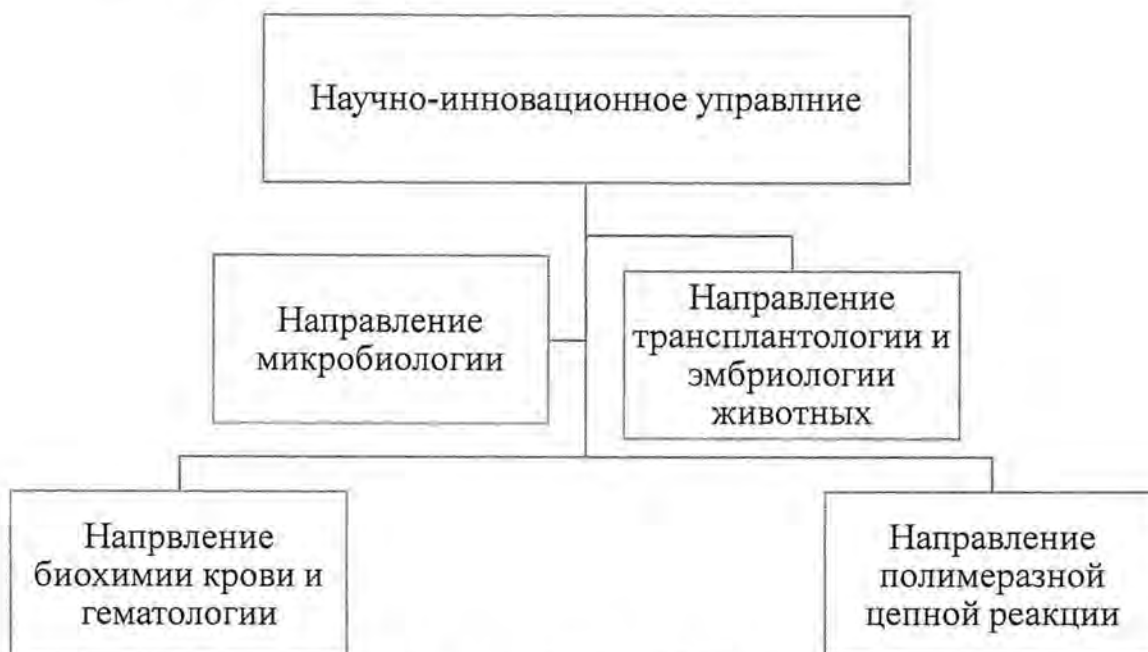 Научно-инновационное управлние
Направление
микробиологии
Направление
трансплантологии и
эмбриологии
животных
Напрвление
биохимии крови и
гематологии
Направление
полимеразной
цепной реакции